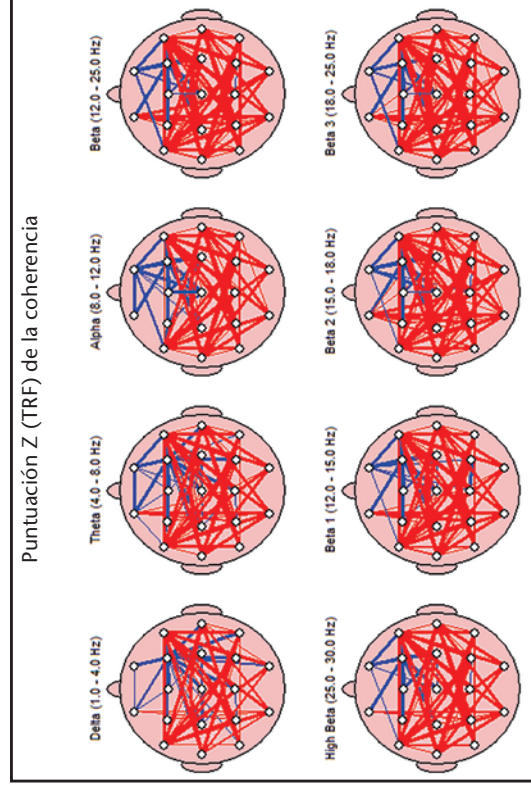 Puntuación Z (TRF) de la coherencia
Delta (1.0 - 4.0 Hz)
Theta (4.0 - 8.0 Hz)
Alpha (8.0 - 12.0 Hz)
Beta (12.0 - 25.0 Hz)
High Beta (25.0 - 30.0 Hz)
Beta 1 (12.0 - 15.0 Hz)
Beta 2 (15.0 - 18.0 Hz)
Beta 3 (18.0 - 25.0 Hz)